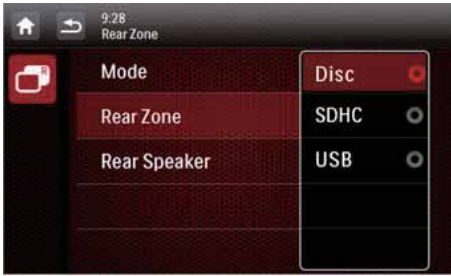 9:28
Rear Zone
Mode
Disc
Rear Zone
SDHC
Rear Speaker
USB